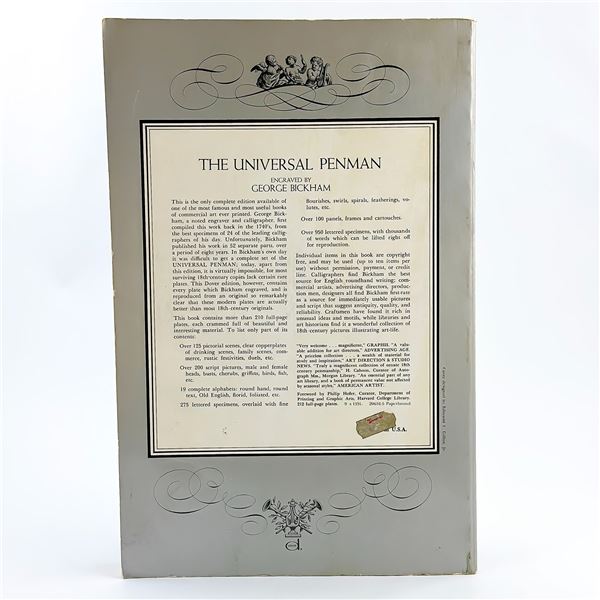 THE UNIVERSAL PENMAN
ENGRAVED BY
GEORGE BICKHAM
This is the only complete edition available of
one of the most famous and most useful books
of commercial art ever printed. George Bick-
ham, a noted engraver and calligrapher, first
compiled this work back in the 1740's, from
the best specimens of 24 of the leading callig-
raphers of his day. Unfortunately, Bickham
published his work in 52 separate parts, over
a period of eight years. In Bickham's own day
it was difficult to get a complete set of the
UNIVERSAL PENMAN; today, apart from
this edition, it is virtually impossible, for most
surviving 18th-century copies lack certain rare
plates. This Dover edition, however, contains
every plate which Bickham engraved, and is
reproduced from an original so remarkably
clear that these modern plates are actually
better than most 18th-century originals.
This book contains more than 210 full-page
plates, each crammed full of beautiful and
interesting material. To list only part of its
contents:
Over 125 pictorial scenes, clear copperplates
of drinking scenes, family scenes, com-
merce, rustic festivities, duels, etc.
Over 200 script pictures, male and female
heads, busts, cherubs, griffins, birds, fish,
etc.
19 complete alphabets: round hand, round
text, Old English, florid, foliated, etc.
275 lettered specimens, overlaid with fine
flourishes, swirls, spirals, featherings, vo-
lutes, etc.
Over 100 panels, frames and cartouches.
Over 950 lettered specimens, with thousands
of words which can be lifted right off
for reproduction.
Individual items in this book are copyright
free, and may be used (up to ten items per
use) without permission, payment, or credit
line. Calligraphers find Bickham the best
source for English roundhand writing; com-
mercial artists, advertising directors, produc-
tion men, designers all find Bickham first-rate
as a source for immediately usable pictures
and script that suggest antiquity, quality, and
reliability. Craftsmen have found it rich in
unusual ideas and motifs, while libraries and
art historians find it a wonderful collection of
18th-century pictures illustrating art-life.
"Very welcome . . . magnificent," GRAPHIS. "A valu-
able addition for art directors," ADVERTISING AGE.
"A priceless collection . . . a wealth of material for
study and inspiration," ART DIRECTION & STUDIO
NEWS. "Truly a magnificent collection of ornate 18th
century penmanship," H. Cahoon, Curator of Auto-
graph Mss., Morgan Library. "An essential part of any
art library, and a book of permanent value not affected
by seasonal styles," AMERICAN ARTIST.
Foreword by Philip Hofer, Curator, Department of
Printing and Graphic Arts, Harvard College Library.
212 full-page plates. 9 x 13¾. 20616-5 Paperbound
U.S.A.
d.